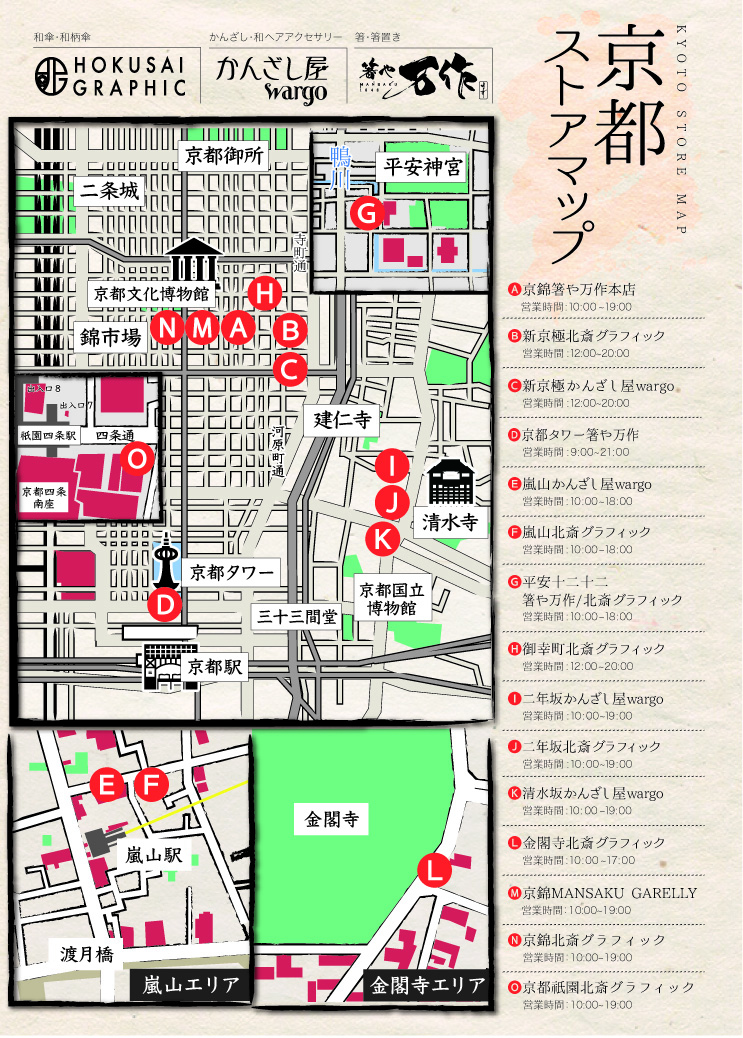 和傘・和柄傘
HOKUSAI
GRAPHIC
かんざし・和ヘアアクセサリー
かんざし屋
wargo
箸・箸置き
箸や万作
MANSAKU
京都
ストアマップ
KYOTO STORE MAP
京都御所
二条城
鴨川
平安神宮
G
寺町通
京都文化博物館
H
錦市場
N
M
A
B
C
出入口8
出入口7
祇園四条駅
四条通
O
京都四条
南座
建仁寺
河原町通
I
J
K
清水寺
京都タワー
D
京都国立
博物館
三十三間堂
京都駅
E
F
嵐山駅
渡月橋
嵐山エリア
金閣寺
L
金閣寺エリア
A京錦箸や万作本店
営業時間:10:00~19:00
B新京極北斎グラフィック
営業時間:12:00~20:00
C新京極かんざし屋wargo
営業時間:12:00~20:00
D京都タワー箸や万作
営業時間:9:00~21:00
E嵐山かんざし屋wargo
営業時間:10:00~18:00
F嵐山北斎グラフィック
営業時間:10:00~18:00
G平安十二十二
箸や万作/北斎グラフィック
営業時間:10:00~18:00
H御幸町北斎グラフィック
営業時間:12:00~20:00
I二年坂かんざし屋wargo
営業時間:10:00~19:00
J二年坂北斎グラフィック
営業時間:10:00~19:00
K清水坂かんざし屋wargo
営業時間:10:00~19:00
L金閣寺北斎グラフィック
営業時間:10:00~17:00
M京錦MANSAKU GARELLY
営業時間:10:00~19:00
N京錦北斎グラフィック
営業時間:10:00~19:00
O京都祇園北斎グラフィック
営業時間:10:00~19:00